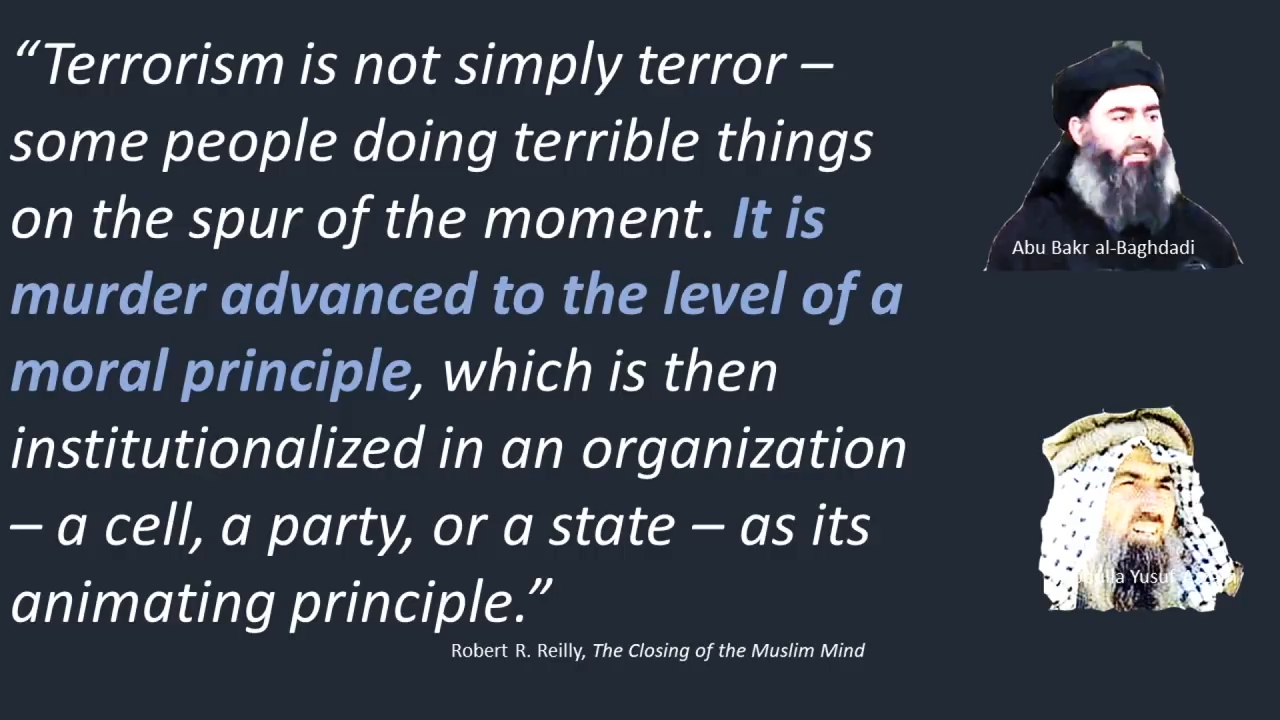 “Terrorism is not simply terror –
some people doing terrible things
on the spur of the moment. It is
murder advanced to the level of a
moral principle, which is then
institutionalized in an organization
– a cell, a party, or a state – as its
animating principle.”
Robert R. Reilly, The Closing of the Muslim Mind
Abu Bakr al-Baghdadi
Yusuf